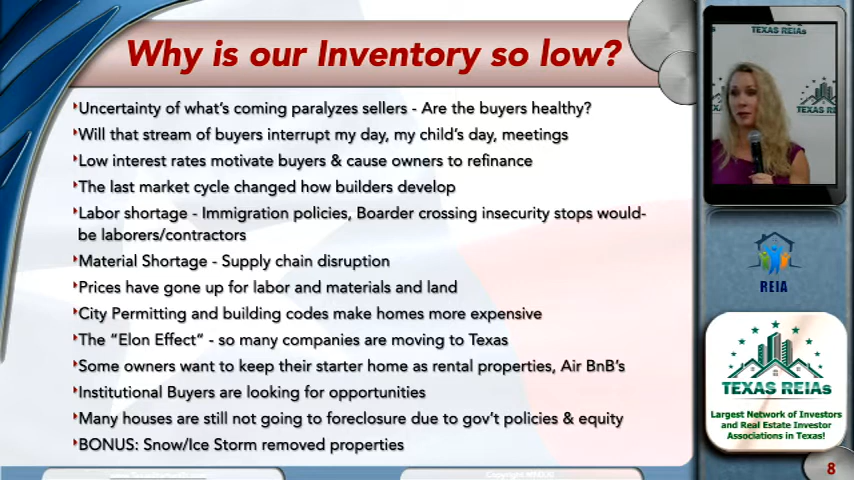 Why is our Inventory so low?
Uncertainty of what's coming paralyzes sellers - Are the buyers healthy?
Will that stream of buyers interrupt my day, my child's day, meetings
Low interest rates motivate buyers & cause owners to refinance
The last market cycle changed how builders develop
Labor shortage - Immigration policies, Boarder crossing insecurity stops would-
be laborers/contractors
Material Shortage - Supply chain disruption
Prices have gone up for labor and materials and land
City Permitting and building codes make homes more expensive
The "Elon Effect" - so many companies are moving to Texas
Some owners want to keep their starter home as rental properties, Air BnB's
Institutional Buyers are looking for opportunities
Many houses are still not going to foreclosure due to gov't policies & equity
BONUS: Snow/Ice Storm removed properties
TEXAS REIAs
TEXAS REIAs
REIA
TEXAS REIAs
Largest Network of Investors
and Real Estate Investor
Associations in Texas!
8